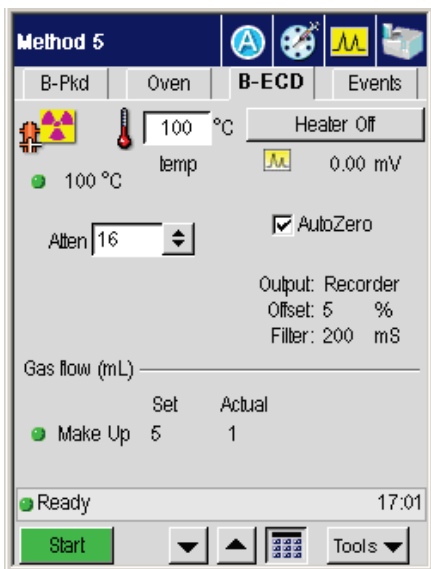 Method 5
B-Pkd Oven B-ECD Events
100 °C Heater Off
temp 0.00 mV
100 °C
Atten 16 AutoZero
Output: Recorder
Offset: 5 %
Filter: 200 mS
Gas flow (mL)
Set Actual
Make Up 5 1
Ready 17:01
Start Tools